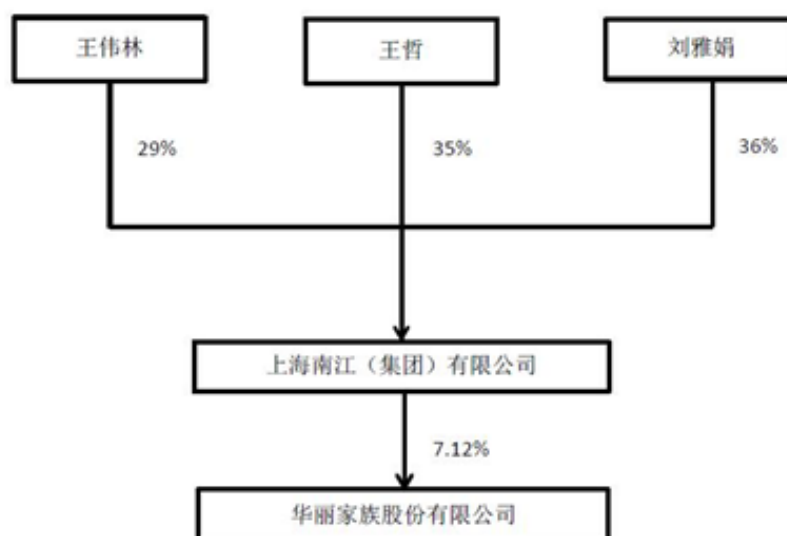 王伟林
王哲
刘雅娟
29%
35%
36%
上海南江（集团）有限公司
7.12%
华丽家族股份有限公司